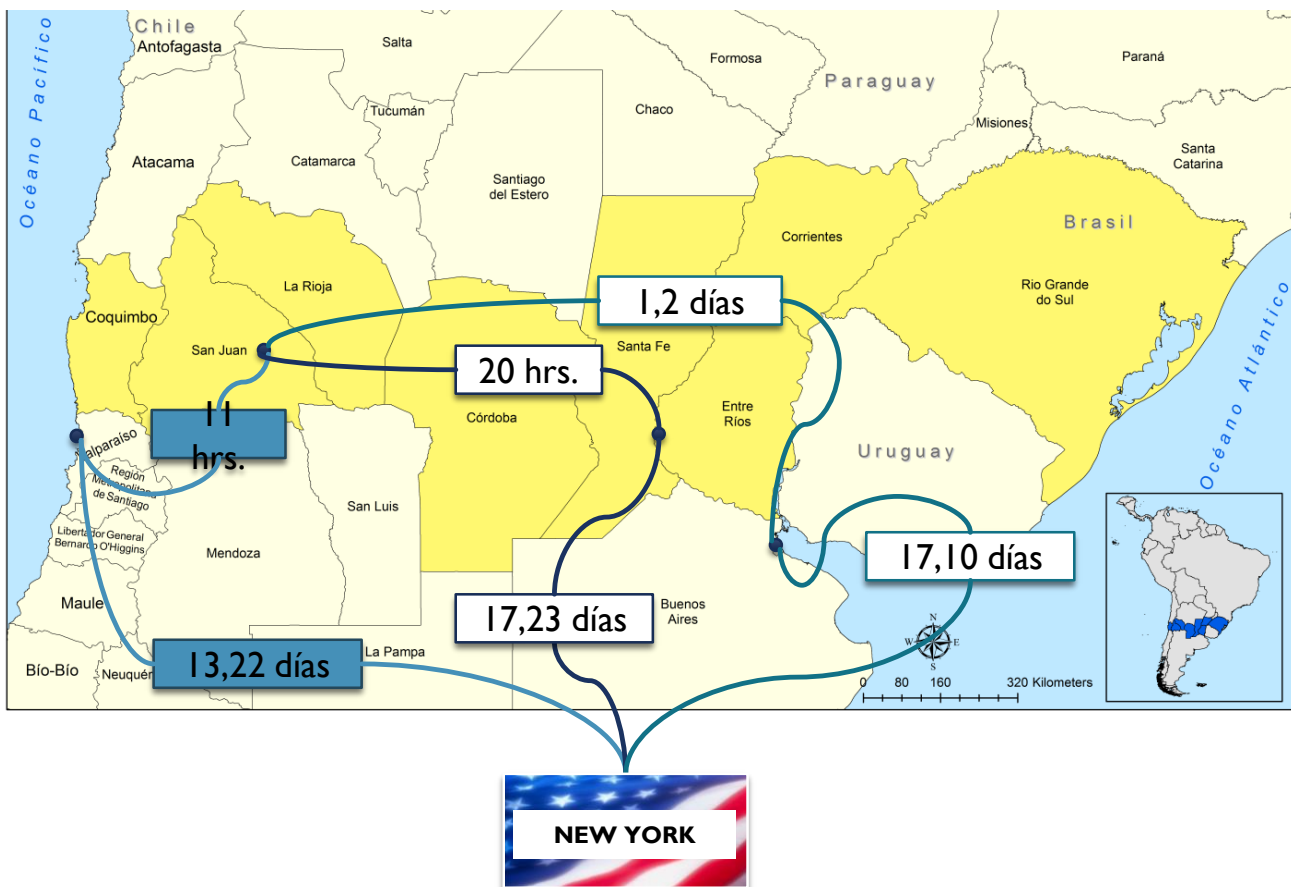 Chile
Antofagasta
Salta
Formosa
Paraguay
Paraná
Océano Pacífico
Tucumán
Chaco
Misiones
Atacama
Catamarca
Santa
Catarina
Santiago
del Estero
Corrientes
Brasil
La Rioja
Rio Grande
do Sul
Coquimbo
1,2 días
San Juan
Santa Fe
20 hrs.
Entre
Ríos
Córdoba
11
hrs.
Valparaíso
Uruguay
Océano Atlántico
Región
Metropolitana
de Santiago
San Luis
Libertador General
Bernardo O'Higgins
Mendoza
17,10 días
Maule
Buenos
Aires
17,23 días
N
W
E
S
La Pampa
Bío-Bío
Neuquén
13,22 días
0 80 160 320 Kilometers
NEW YORK